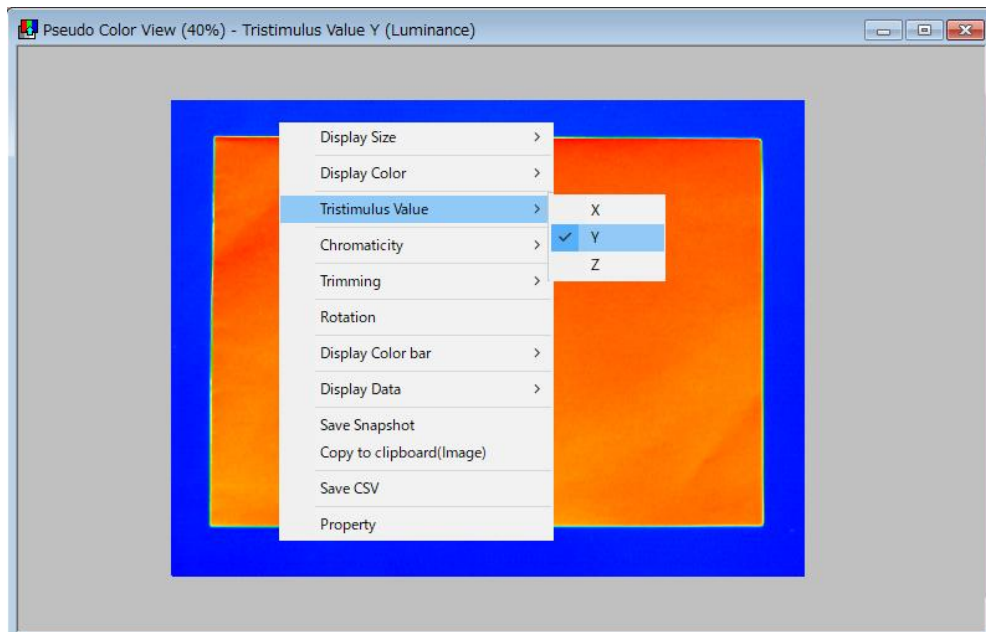 Pseudo Color View (40%) - Tristimulus Value Y (Luminance)
Display Size
Display Color
Tristimulus Value
X
Chromaticity
Y
Z
Trimming
Rotation
Display Color bar
Display Data
Save Snapshot
Copy to clipboard(Image)
Save CSV
Property